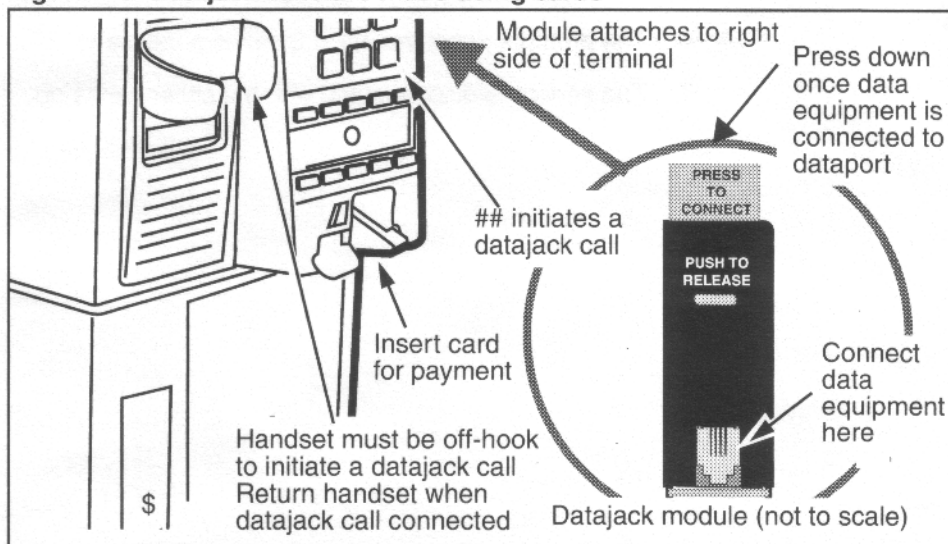 Module attaches to right
side of terminal
Press down
once data
equipment is
connected to
dataport
PRESS
TO
CONNECT
## initiates a
datajack call
PUSH TO
RELEASE
Insert card
for payment
Connect
data
equipment
here
Handset must be off-hook
to initiate a datajack call
Return handset when
datajack call connected
$
Datajack module (not to scale)